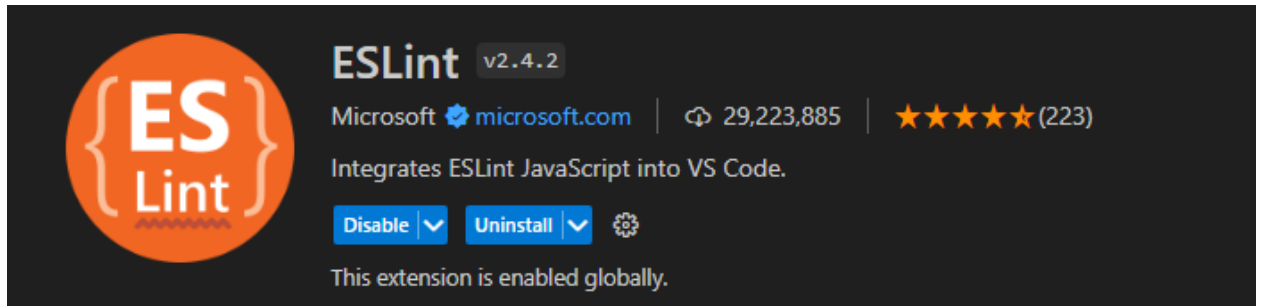 {ES
Lint}
ESLint v2.4.2
Microsoft microsoft.com | 29,223,885 | ★★★★⯪(223)
Integrates ESLint JavaScript into VS Code.
Disable Uninstall
This extension is enabled globally.